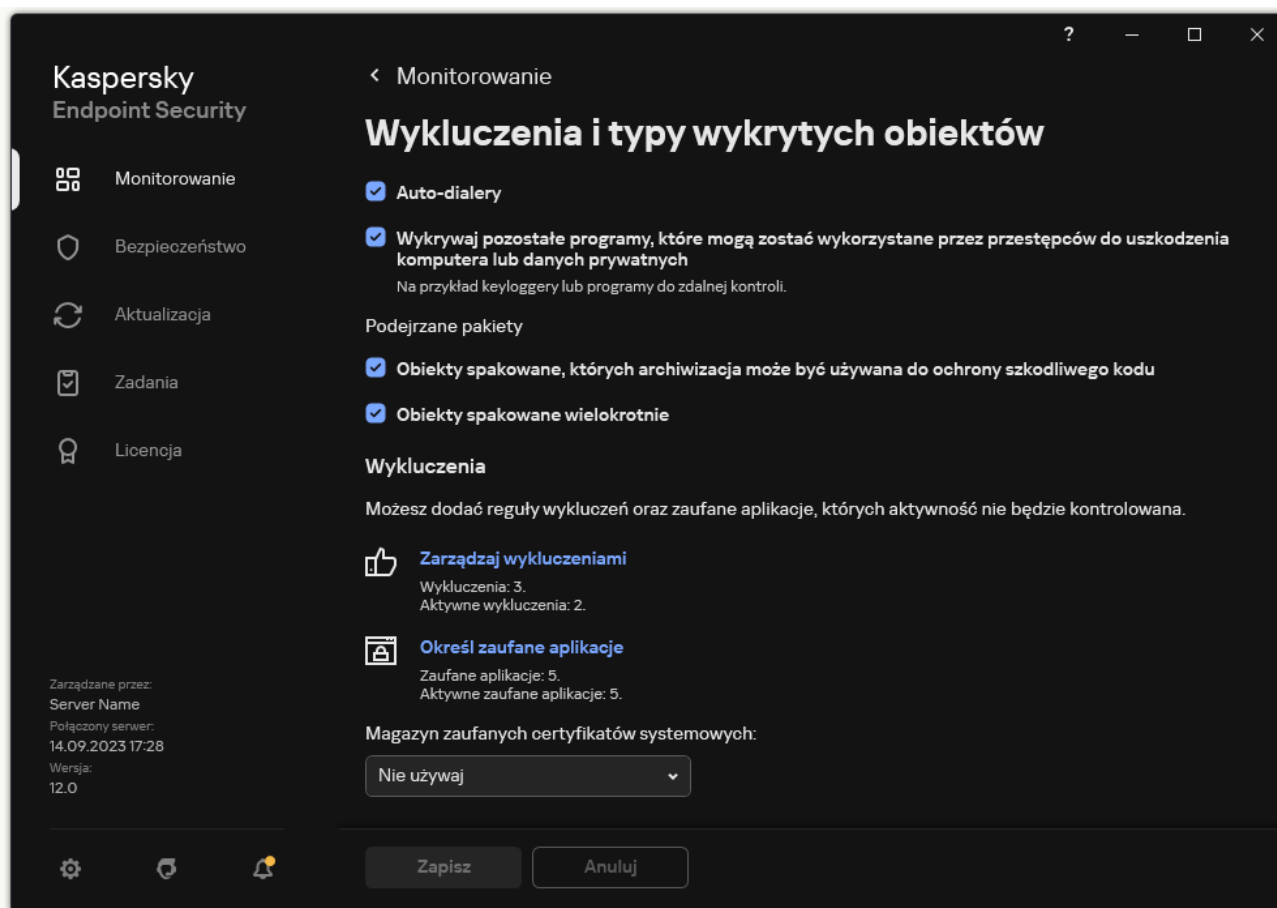 ?
Kaspersky
Endpoint Security
Monitorowanie
Bezpieczeństwo
Aktualizacja
Zadania
Licencja
Zarządzane przez:
Server Name
Połączony serwer:
14.09.2023 17:28
Wersja:
12.0
Monitorowanie
Wykluczenia i typy wykrytych obiektów
Auto-dialery
Wykrywaj pozostałe programy, które mogą zostać wykorzystane przez przestępców do uszkodzenia
komputera lub danych prywatnych
Na przykład keyloggery lub programy do zdalnej kontroli.
Podejrzane pakiety
Obiekty spakowane, których archiwizacja może być używana do ochrony szkodliwego kodu
Obiekty spakowane wielokrotnie
Wykluczenia
Możesz dodać reguły wykluczeń oraz zaufane aplikacje, których aktywność nie będzie kontrolowana.
Zarządzaj wykluczeniami
Wykluczenia: 3.
Aktywne wykluczenia: 2.
Określ zaufane aplikacje
Zaufane aplikacje: 5.
Aktywne zaufane aplikacje: 5.
Magazyn zaufanych certyfikatów systemowych:
Nie używaj
Zapisz
Anuluj